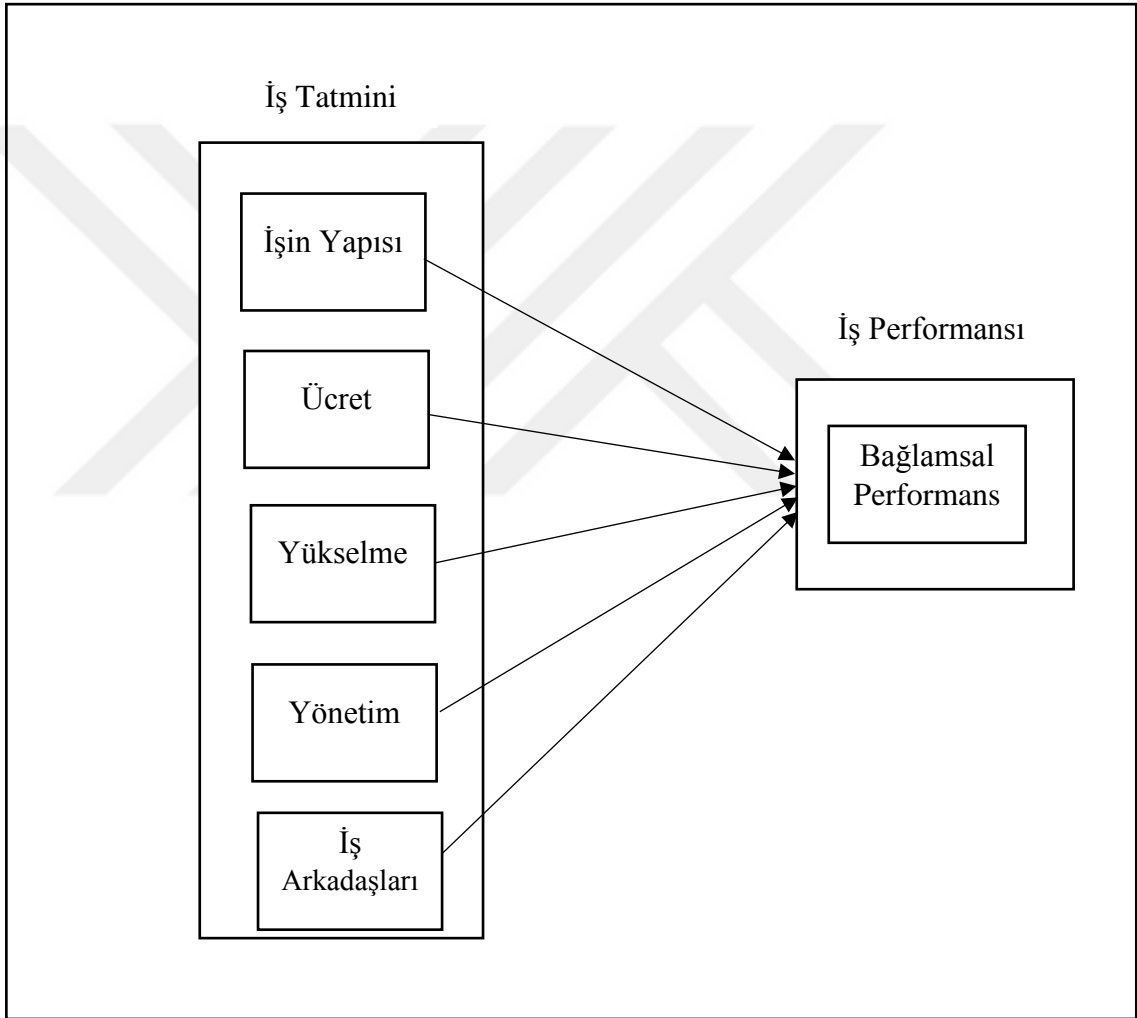 İş Tatmini
İşin Yapısı
Ücret
Yükselme
Yönetim
İş
Arkadaşları
İş Performansı
Bağlamsal
Performans